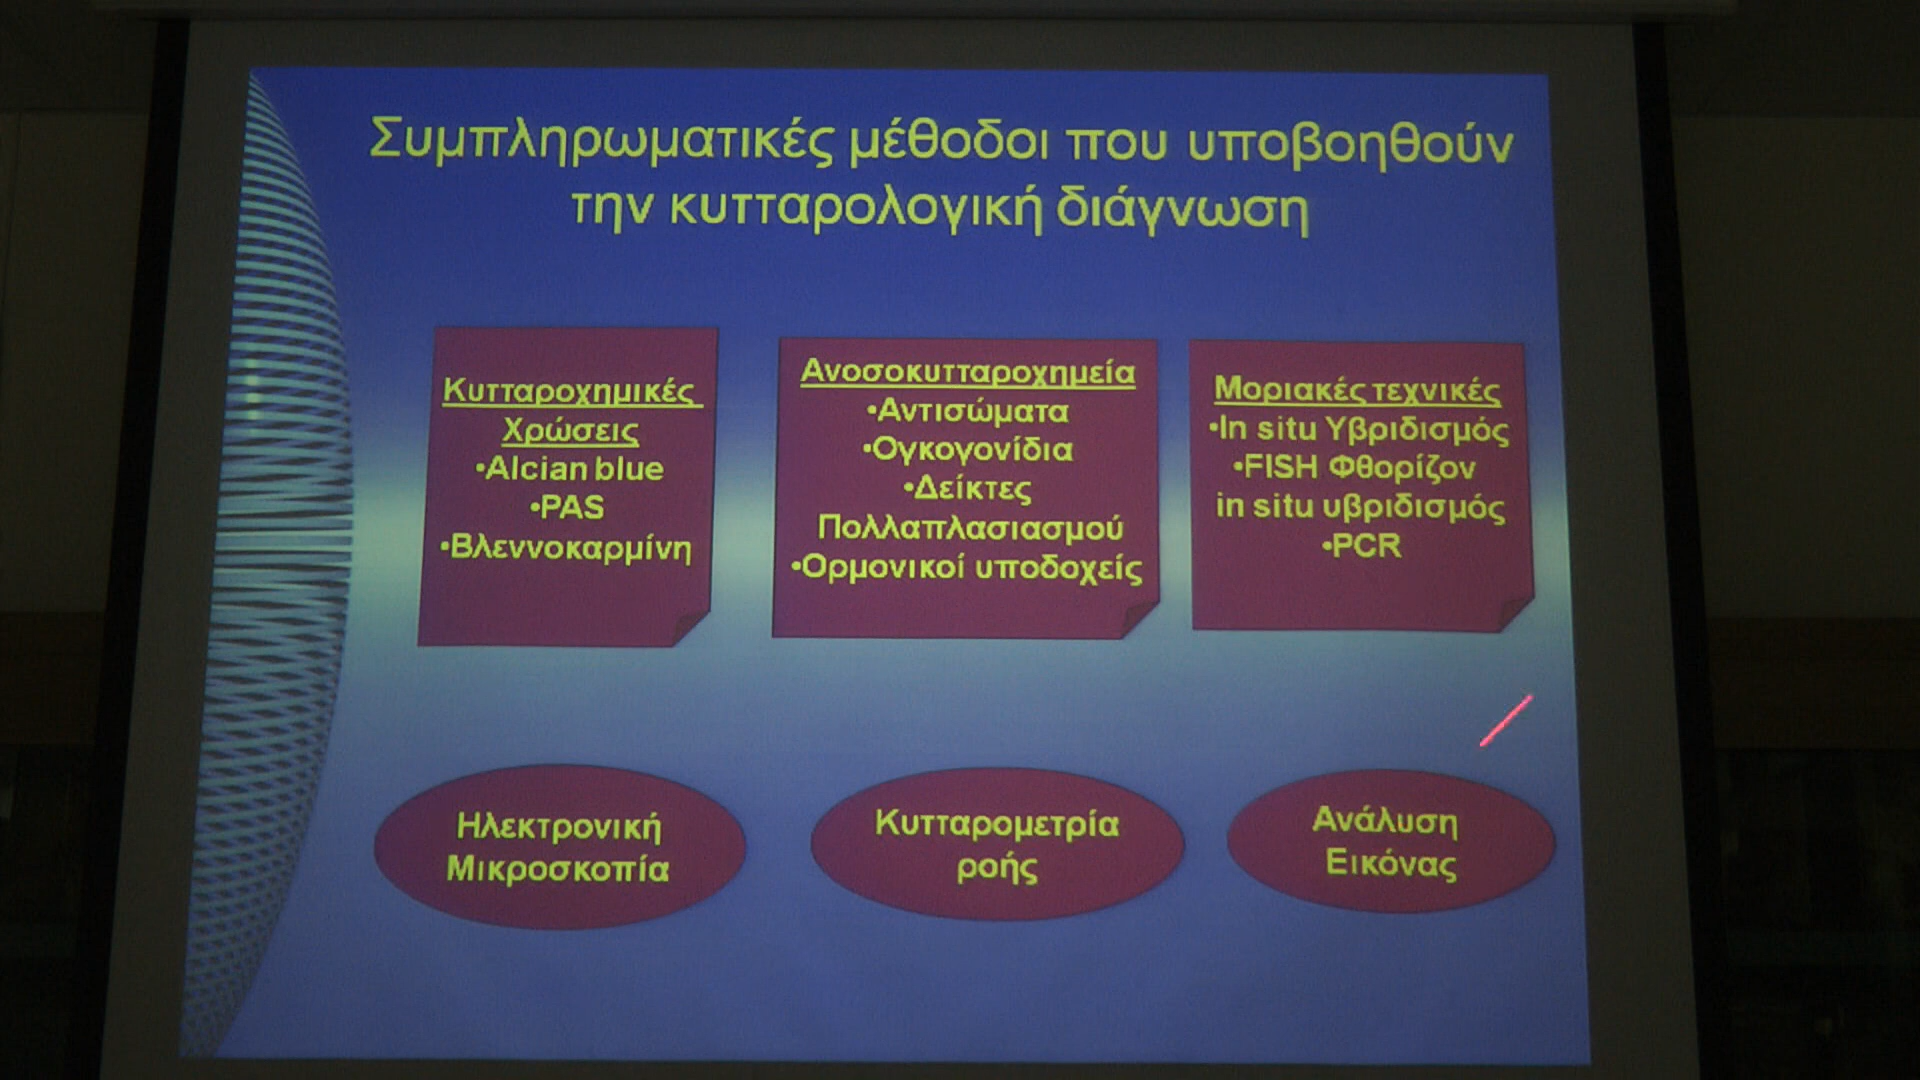 Συμπληρωματικές μέθοδοι που υποβοηθούν
την κυτταρολογική διάγνωση
Κυτταροχημικές
Χρώσεις
•Alcian blue
•PAS
•Βλεννοκαρμίνη
Ανοσοκυτταροχημεία
•Αντισώματα
•Ογκογονίδια
•Δείκτες
Πολλαπλασιασμού
•Ορμονικοί υποδοχείς
Μοριακές τεχνικές
•In situ Υβριδισμός
•FISH Φθορίζον
in situ υβριδισμός
•PCR
Ηλεκτρονική
Μικροσκοπία
Κυτταρομετρία
ροής
Ανάλυση
Εικόνας